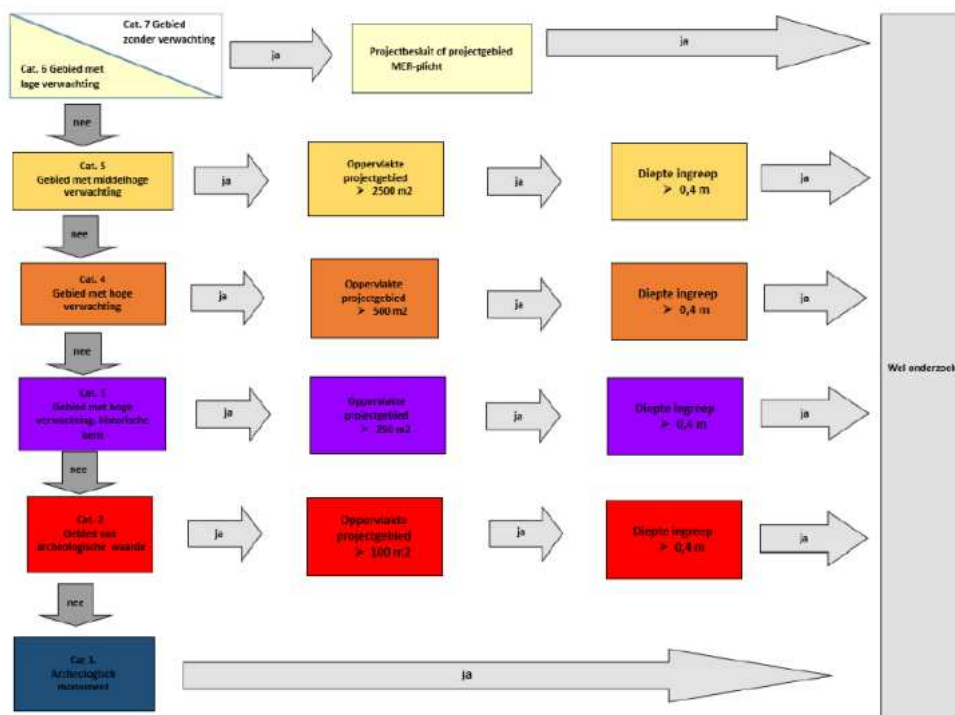 Cat. 7 Gebied
zonder verwachting
Cat. 6 Gebied met
lage verwachting
ja
Projectbesluit of projectgebied
MER-plicht
ja
nee
Cat. 5
Gebied met middelhoge
verwachting
ja
Oppervlakte
projectgebied
➢ 2500 m2
ja
Diepte ingreep
➢ 0,4 m
ja
nee
Cat. 4
Gebied met hoge
verwachting
ja
Oppervlakte
projectgebied
➢ 500 m2
ja
Diepte ingreep
➢ 0,4 m
ja
nee
Wel onderzoek
Cat. 3
Gebied met hoge
verwachting, historische
kern
ja
Oppervlakte
projectgebied
➢ 250 m2
ja
Diepte ingreep
➢ 0,4 m
ja
nee
Cat. 2
Gebied van
archeologische waarde
ja
Oppervlakte
projectgebied
➢ 100 m2
ja
Diepte ingreep
➢ 0,4 m
ja
nee
Cat 1.
Archeologisch
monument
ja